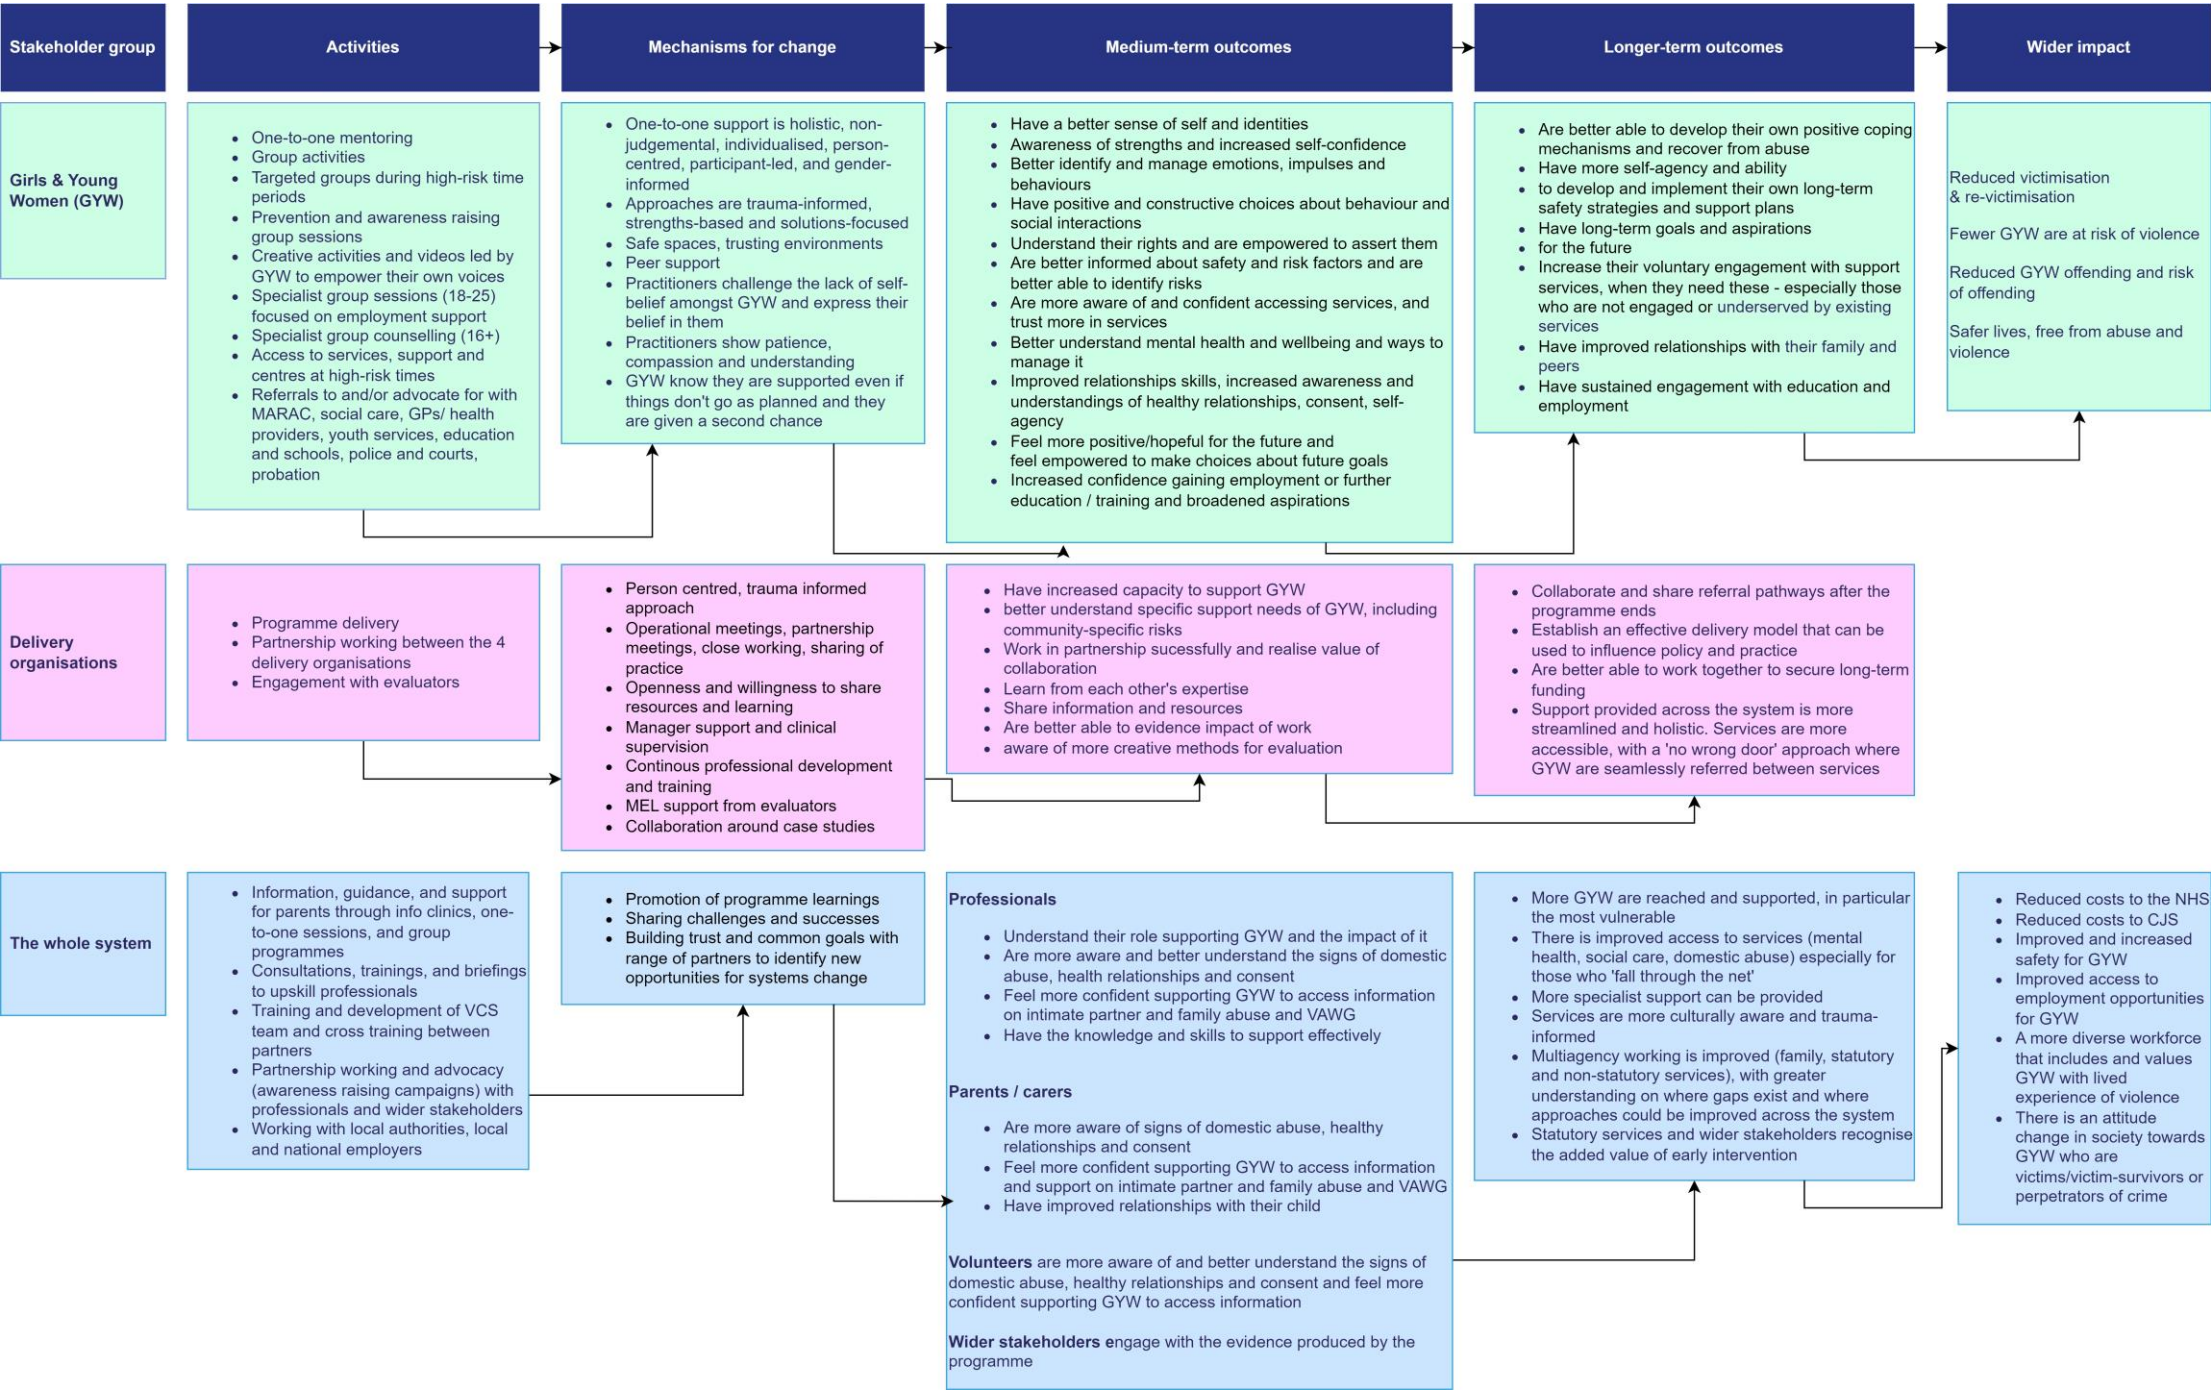 Stakeholder group
Activities
Mechanisms for change
Medium-term outcomes
Longer-term outcomes
Wider impact
Girls & Young
Women (GYW)
• One-to-one mentoring
• Group activities
• Targeted groups during high-risk time
periods
• Prevention and awareness raising
group sessions
• Creative activities and videos led by
GYW to empower their own voices
• Specialist group sessions (18-25)
focused on employment support
• Specialist group counselling (16+)
• Access to services, support and
centres at high-risk times
• Referrals to and/or advocate for with
MARAC, social care, GPs/ health
providers, youth services, education
and schools, police and courts,
probation
• One-to-one support is holistic, non-
judgemental, individualised, person-
centred, participant-led, and gender-
informed
• Approaches are trauma-informed,
strengths-based and solutions-focused
• Safe spaces, trusting environments
• Peer support
• Practitioners challenge the lack of self-
belief amongst GYW and express their
belief in them
• Practitioners show patience,
compassion and understanding
• GYW know they are supported even if
things don't go as planned and they
are given a second chance
• Have a better sense of self and identities
• Awareness of strengths and increased self-confidence
• Better identify and manage emotions, impulses and
behaviours
• Have positive and constructive choices about behaviour and
social interactions
• Understand their rights and are empowered to assert them
• Are better informed about safety and risk factors and are
better able to identify risks
• Are more aware of and confident accessing services, and
trust more in services
• Better understand mental health and wellbeing and ways to
manage it
• Improved relationships skills, increased awareness and
understandings of healthy relationships, consent, self-
agency
• Feel more positive/hopeful for the future and
feel empowered to make choices about future goals
• Increased confidence gaining employment or further
education / training and broadened aspirations
• Are better able to develop their own positive coping
mechanisms and recover from abuse
• Have more self-agency and ability
• to develop and implement their own long-term
safety strategies and support plans
• Have long-term goals and aspirations
• for the future
• Increase their voluntary engagement with support
services, when they need these - especially those
who are not engaged or underserved by existing
services
• Have improved relationships with their family and
peers
• Have sustained engagement with education and
employment
Reduced victimisation
& re-victimisation
Fewer GYW are at risk of violence
Reduced GYW offending and risk
of offending
Safer lives, free from abuse and
violence
Delivery
organisations
• Programme delivery
• Partnership working between the 4
delivery organisations
• Engagement with evaluators
• Person centred, trauma informed
approach
• Operational meetings, partnership
meetings, close working, sharing of
practice
• Openness and willingness to share
resources and learning
• Manager support and clinical
supervision
• Continous professional development
and training
• MEL support from evaluators
• Collaboration around case studies
• Have increased capacity to support GYW
• better understand specific support needs of GYW, including
community-specific risks
• Work in partnership sucessfully and realise value of
collaboration
• Learn from each other's expertise
• Share information and resources
• Are better able to evidence impact of work
• aware of more creative methods for evaluation
• Collaborate and share referral pathways after the
programme ends
• Establish an effective delivery model that can be
used to influence policy and practice
• Are better able to work together to secure long-term
funding
• Support provided across the system is more
streamlined and holistic. Services are more
accessible, with a 'no wrong door' approach where
GYW are seamlessly referred between services
The whole system
• Information, guidance, and support
for parents through info clinics, one-
to-one sessions, and group
programmes
• Consultations, trainings, and briefings
to upskill professionals
• Training and development of VCS
team and cross training between
partners
• Partnership working and advocacy
(awareness raising campaigns) with
professionals and wider stakeholders
• Working with local authorities, local
and national employers
• Promotion of programme learnings
• Sharing challenges and successes
• Building trust and common goals with
range of partners to identify new
opportunities for systems change
Professionals
• Understand their role supporting GYW and the impact of it
• Are more aware and better understand the signs of domestic
abuse, health relationships and consent
• Feel more confident supporting GYW to access information
on intimate partner and family abuse and VAWG
• Have the knowledge and skills to support effectively
Parents / carers
• Are more aware of signs of domestic abuse, healthy
relationships and consent
• Feel more confident supporting GYW to access information
and support on intimate partner and family abuse and VAWG
• Have improved relationships with their child
Volunteers are more aware of and better understand the signs of
domestic abuse, healthy relationships and consent and feel more
confident supporting GYW to access information
Wider stakeholders engage with the evidence produced by the
programme
• More GYW are reached and supported, in particular
the most vulnerable
• There is improved access to services (mental
health, social care, domestic abuse) especially for
those who 'fall through the net'
• More specialist support can be provided
• Services are more culturally aware and trauma-
informed
• Multiagency working is improved (family, statutory
and non-statutory services), with greater
understanding on where gaps exist and where
approaches could be improved across the system
• Statutory services and wider stakeholders recognise
the added value of early intervention
• Reduced costs to the NHS
• Reduced costs to CJS
• Improved and increased
safety for GYW
• Improved access to
employment opportunities
for GYW
• A more diverse workforce
that includes and values
GYW with lived
experience of violence
• There is an attitude
change in society towards
GYW who are
victims/victim-survivors or
perpetrators of crime